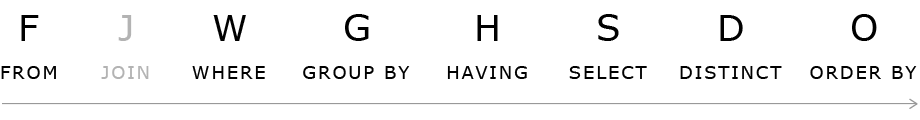 F J W G H S D O
FROM JOIN WHERE GROUP BY HAVING SELECT DISTINCT ORDER BY